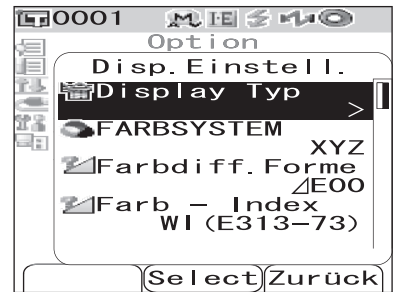 0001 M I·E
Option
Disp.Einstell.
Display Typ
>
FARBSYSTEM
XYZ
Farbdiff.Forme
⊿E00
Farb – Index
WI(E313–73)
Select Zurück